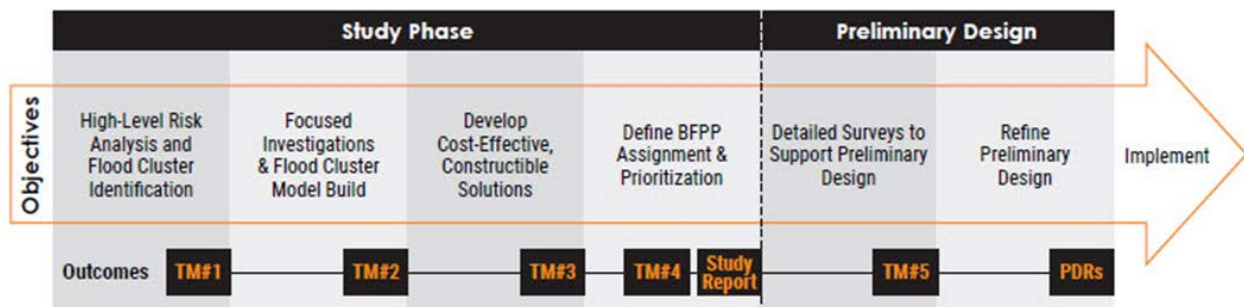 Study Phase
Preliminary Design
Objectives
High-Level Risk
Analysis and
Flood Cluster
Identification
Focused
Investigations
& Flood Cluster
Model Build
Develop
Cost-Effective,
Constructible
Solutions
Define BFPP
Assignment &
Prioritization
Detailed Surveys to
Support Preliminary
Design
Refine
Preliminary
Design
Implement
Outcomes
TM#1
TM#2
TM#3
TM#4
Study
Report
TM#5
PDRs